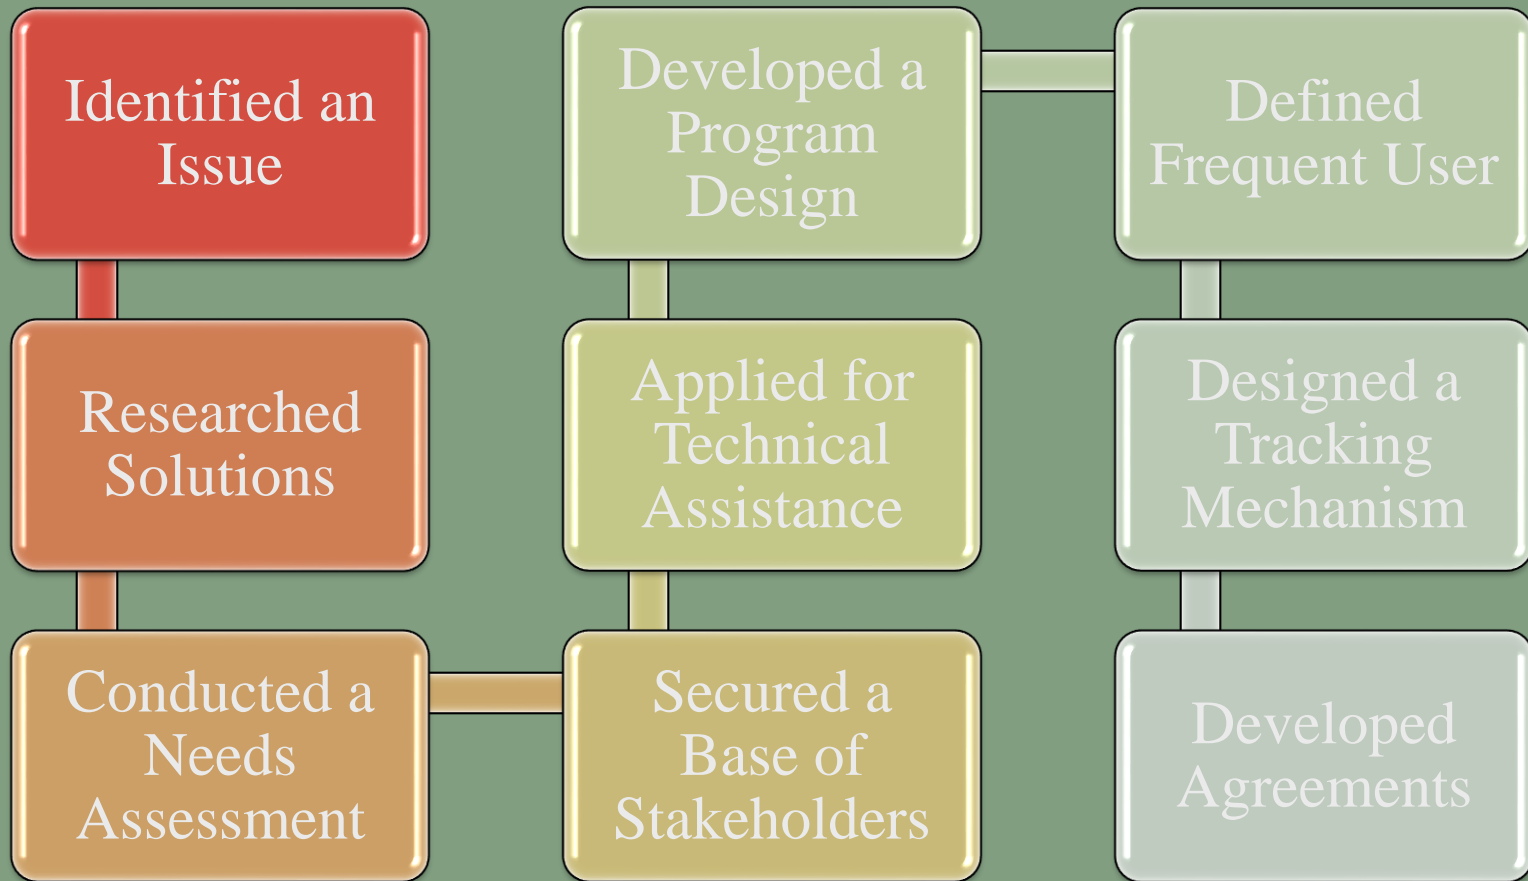 Identified an
Issue
Researched
Solutions
Conducted a
Needs
Assessment
Secured a
Base of
Stakeholders
Applied for
Technical
Assistance
Developed a
Program
Design
Defined
Frequent User
Designed a
Tracking
Mechanism
Developed
Agreements